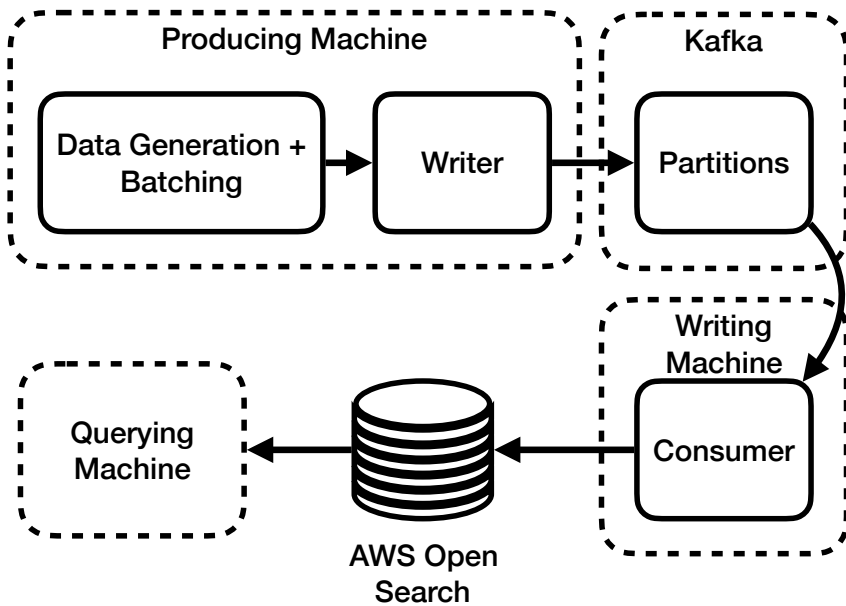 Producing Machine
Kafka
Data Generation +
Batching
Writer
Partitions
Writing
Machine
Consumer
Querying
Machine
AWS Open
Search